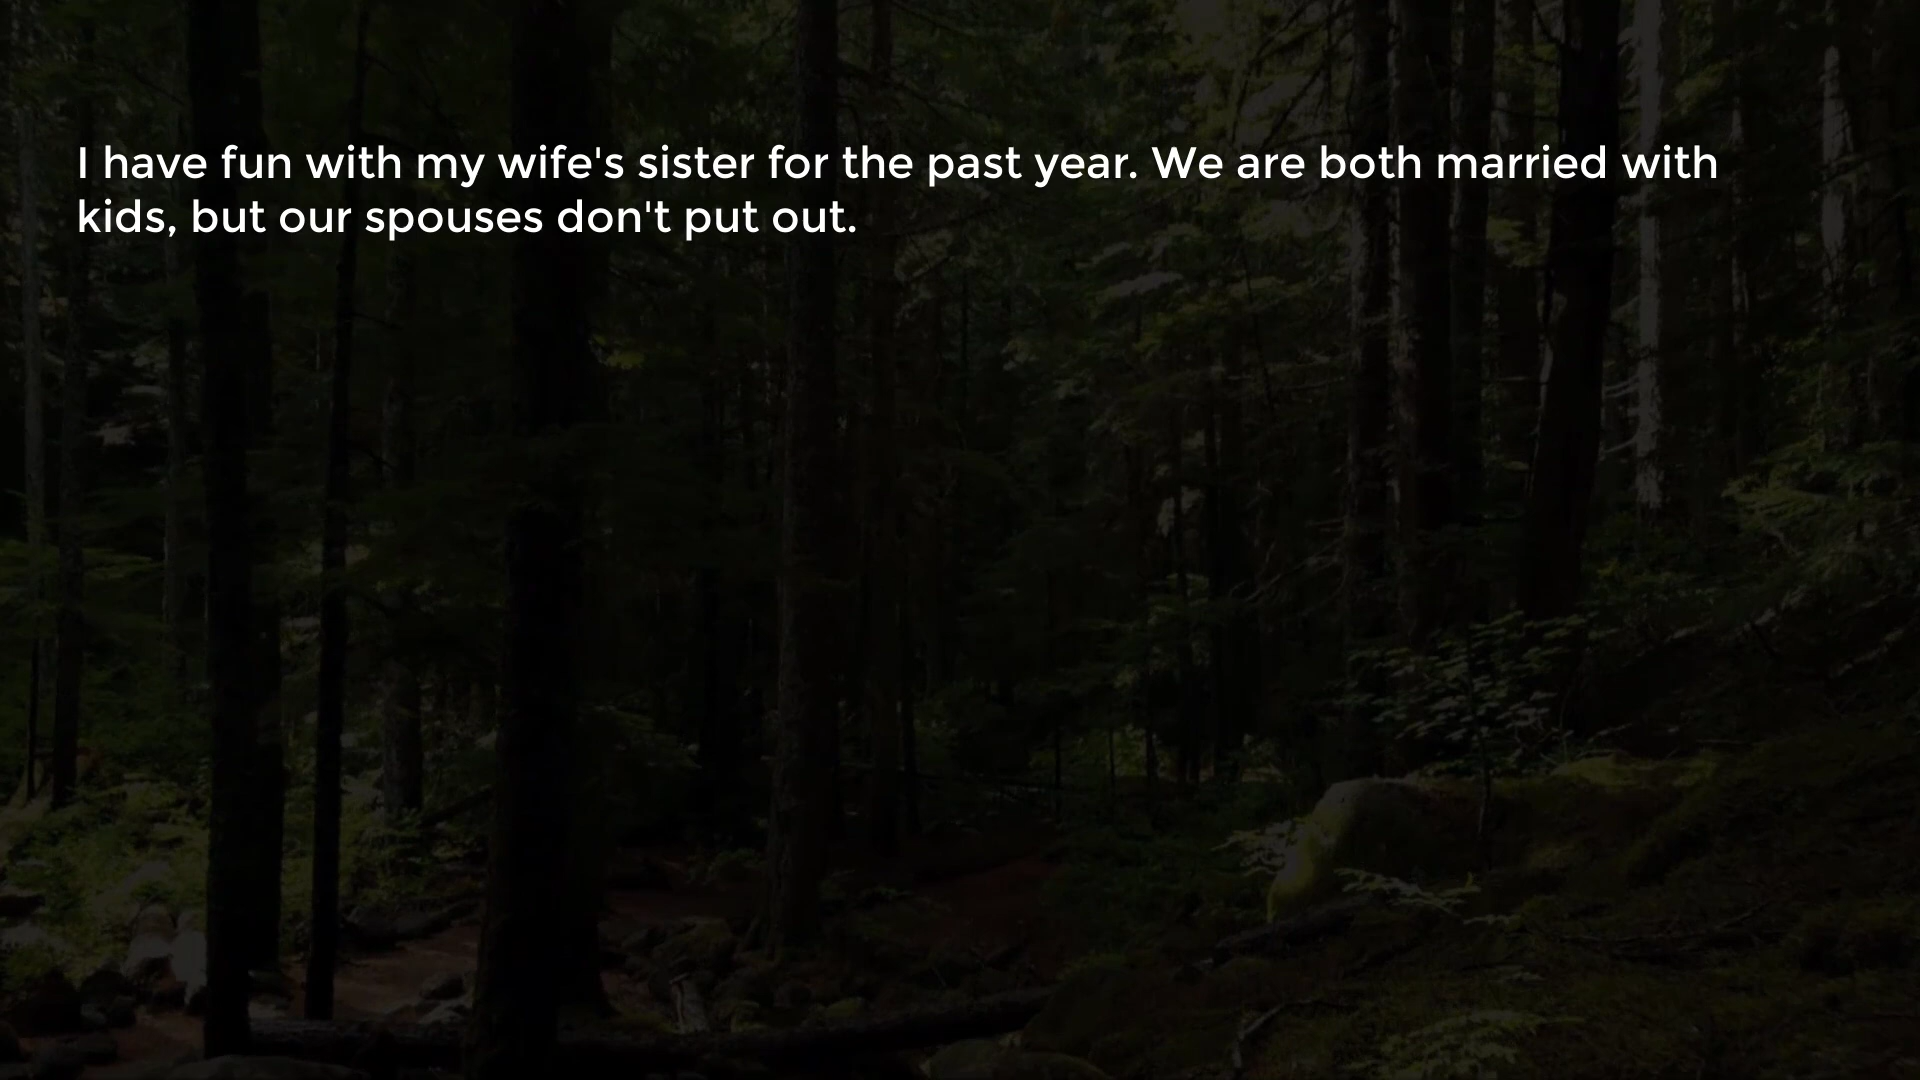 I have fun with my wife's sister for the past year. We are both married with
kids, but our spouses don't put out.